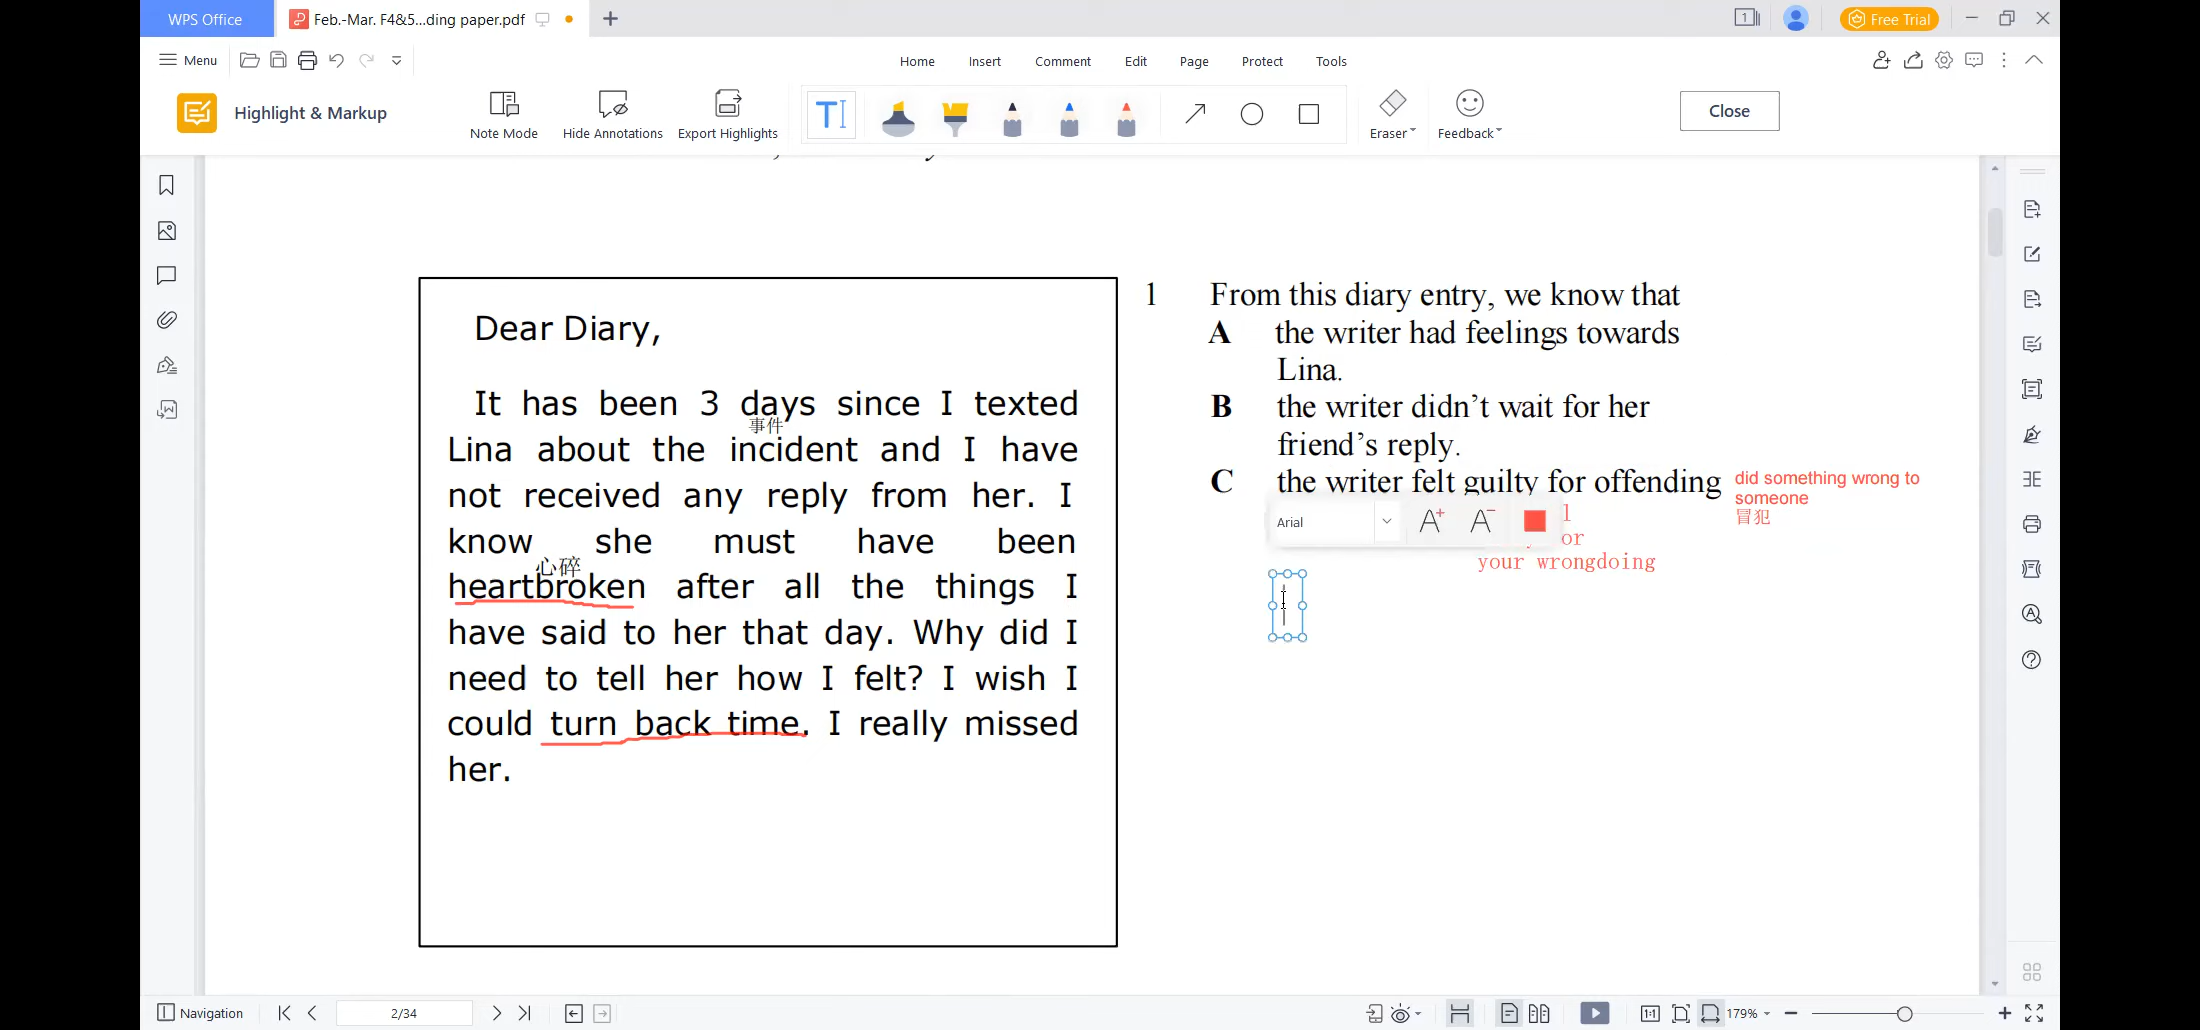 WPS Office
Feb.-Mar. F4&5...ding paper.pdf
1
Free Trial
Menu
Home
Insert
Comment
Edit
Page
Protect
Tools
Highlight & Markup
Note Mode
Hide Annotations
Export Highlights
Eraser
Feedback
Close
Dear Diary,
It has been 3 days since I texted
事件
Lina about the incident and I have
not received any reply from her. I
know she must have been
心碎
heartbroken after all the things I
have said to her that day. Why did I
need to tell her how I felt? I wish I
could turn back time. I really missed
her.
1 From this diary entry, we know that
A the writer had feelings towards
Lina.
B the writer didn't wait for her
friend's reply.
C the writer felt guilty for offending
did something wrong to
someone
冒犯
Arial
or
your wrongdoing
Navigation
2/34
1:1
179%